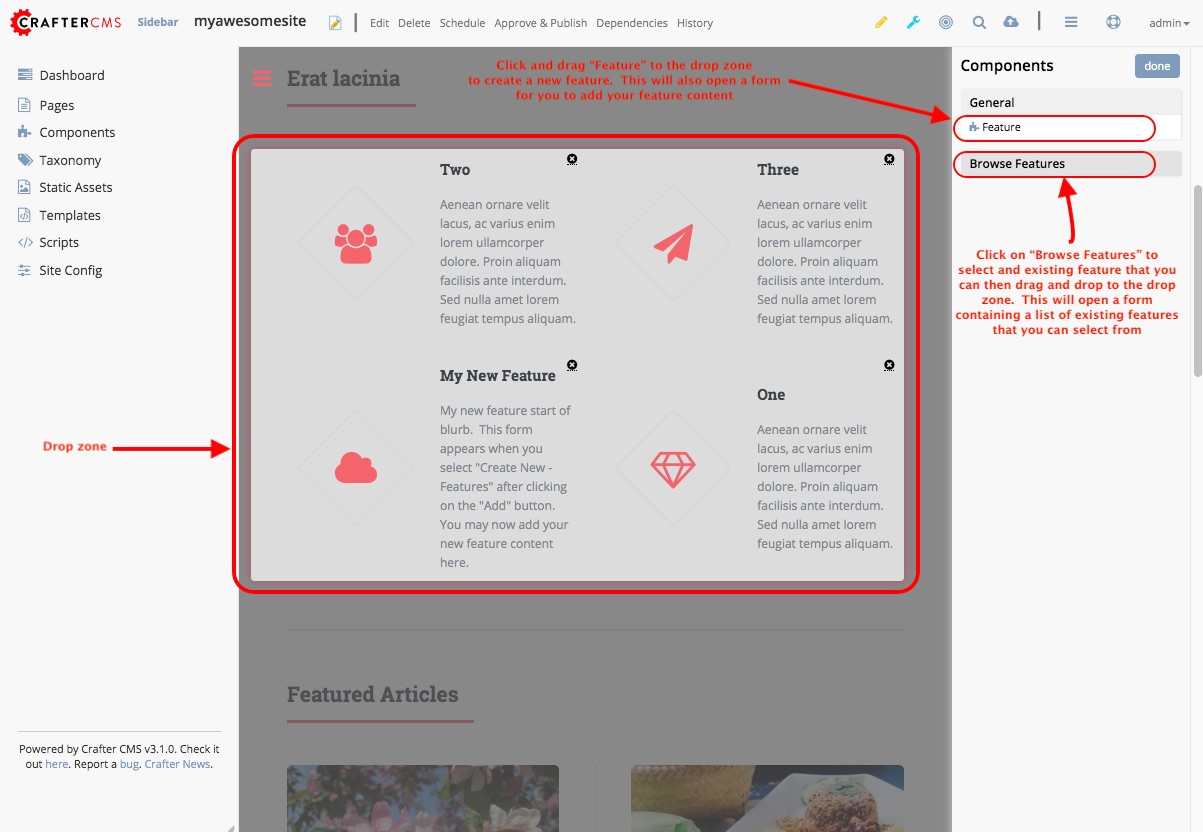 CRAFTERCMS Sidebar myawesomesite Edit Delete Schedule Approve & Publish Dependencies History admin
Dashboard
Pages
Components
Taxonomy
Static Assets
Templates
Scripts
Site Config
Powered by Crafter CMS v3.1.0. Check it
out here. Report a bug. Crafter News.
Drop zone
Erat lacinia
Click and drag "Feature" to the drop zone
to create a new feature. This will also open a form
for you to add your feature content
Two
Aenean ornare velit
lacus, ac varius enim
lorem ullamcorper
dolore. Proin aliquam
facilisis ante interdum.
Sed nulla amet lorem
feugiat tempus aliquam.
Three
Aenean ornare velit
lacus, ac varius enim
lorem ullamcorper
dolore. Proin aliquam
facilisis ante interdum.
Sed nulla amet lorem
feugiat tempus aliquam.
My New Feature
My new feature start of
blurb. This form
appears when you
select "Create New -
Features" after clicking
on the "Add" button.
You may now add your
new feature content
here.
One
Aenean ornare velit
lacus, ac varius enim
lorem ullamcorper
dolore. Proin aliquam
facilisis ante interdum.
Sed nulla amet lorem
feugiat tempus aliquam.
Featured Articles
Components done
General
Feature
Browse Features
Click on "Browse Features" to
select and existing feature that you
can then drag and drop to the drop
zone. This will open a form
containing a list of existing features
that you can select from